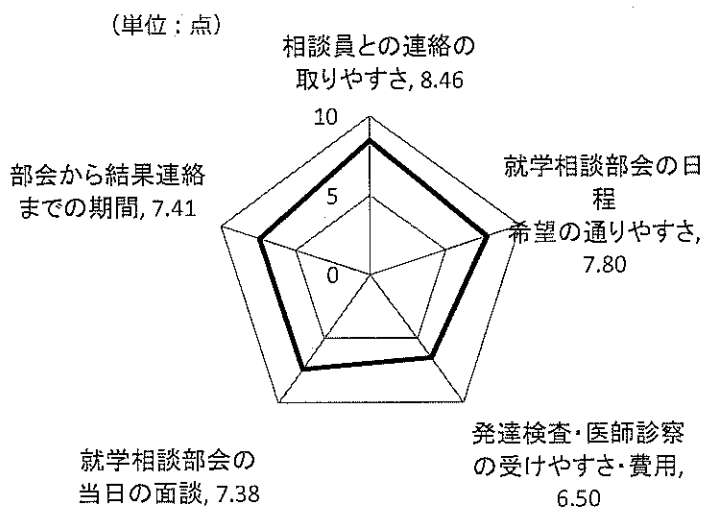 (単位:点)
相談員との連絡の
取りやすさ, 8.46
10
5
0
就学相談部会の日
程
希望の通りやすさ,
7.80
発達検査・医師診察
の受けやすさ・費用,
6.50
就学相談部会の
当日の面談, 7.38
部会から結果連絡
までの期間, 7.41